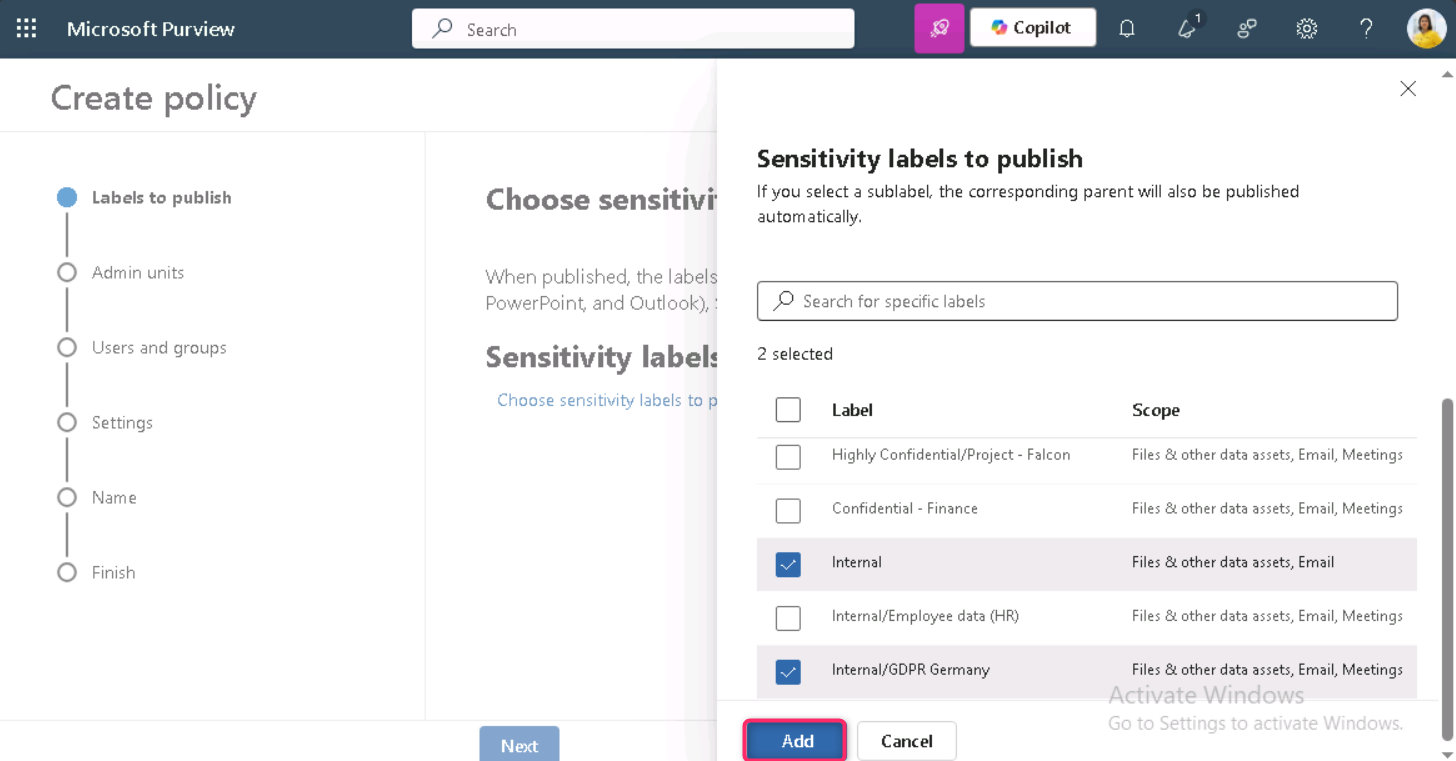 Microsoft Purview
Search
Copilot
1
Create policy
Labels to publish
Admin units
Users and groups
Settings
Name
Finish
Choose sensitivi
When published, the labels
PowerPoint, and Outlook),
Sensitivity labels
Choose sensitivity labels to p
Next
Sensitivity labels to publish
If you select a sublabel, the corresponding parent will also be published
automatically.
Search for specific labels
2 selected
Label Scope
Highly Confidential/Project - Falcon Files & other data assets, Email, Meetings
Confidential - Finance Files & other data assets, Email, Meetings
Internal Files & other data assets, Email
Internal/Employee data (HR) Files & other data assets, Email, Meetings
Internal/GDPR Germany Files & other data assets, Email, Meetings
Activate Windows
Go to Settings to activate Windows.
Add Cancel